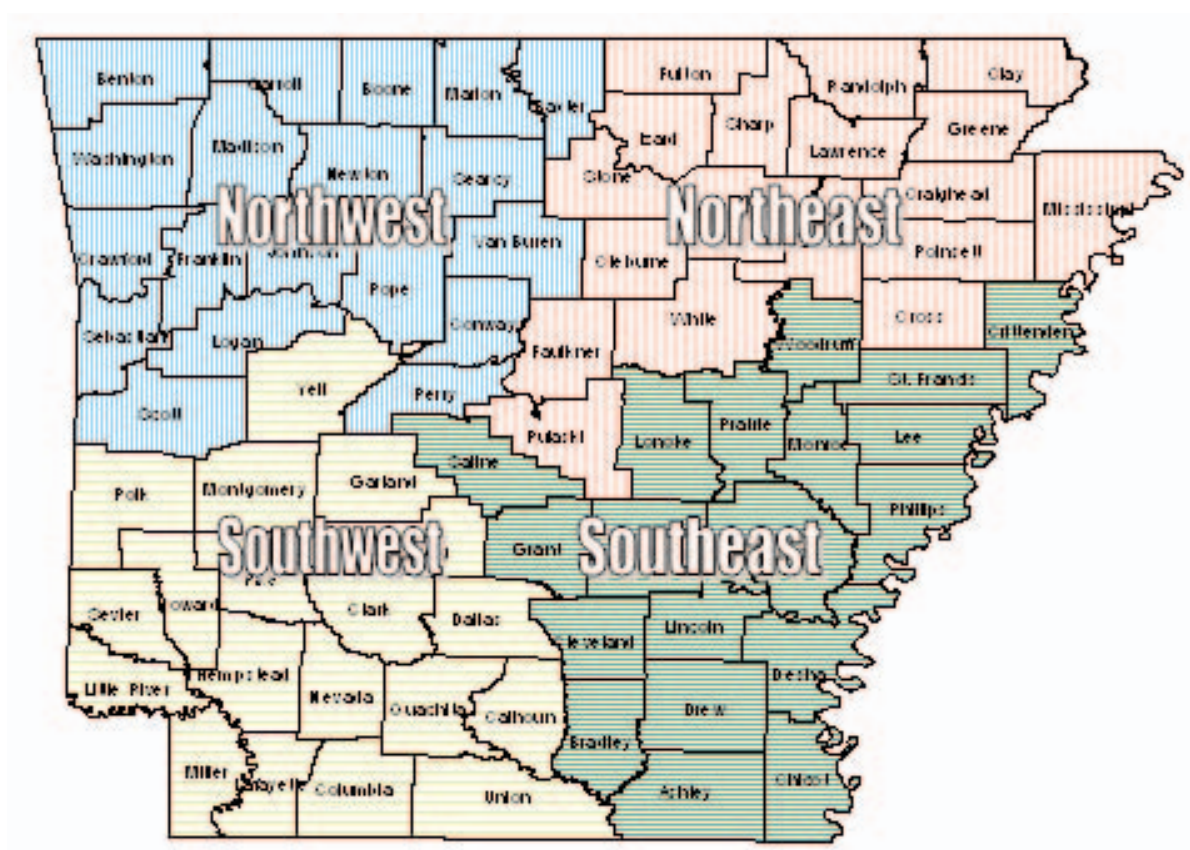 Benton
Carroll
Boone
Marion
Baxter
Fulton
Randolph
Clay
Washington
Madison
Newton
Searcy
Stone
Izard
Sharp
Lawrence
Greene
Northwest
Northeast
Craighead
Mississippi
Crawford
Franklin
Johnson
Pope
Van Buren
Cleburne
Poinsett
Sebastian
Logan
Conway
Faulkner
White
Woodruff
Cross
Crittenden
Scott
Yell
Perry
Pulaski
Lonoke
Prairie
Monroe
St. Francis
Lee
Polk
Montgomery
Garland
Saline
Phillips
Southwest
Southeast
Grant
Pike
Sevier
Howard
Clark
Dallas
Cleveland
Lincoln
Desha
Little River
Hempstead
Nevada
Ouachita
Calhoun
Bradley
Drew
Miller
Lafayette
Columbia
Union
Ashley
Chicot